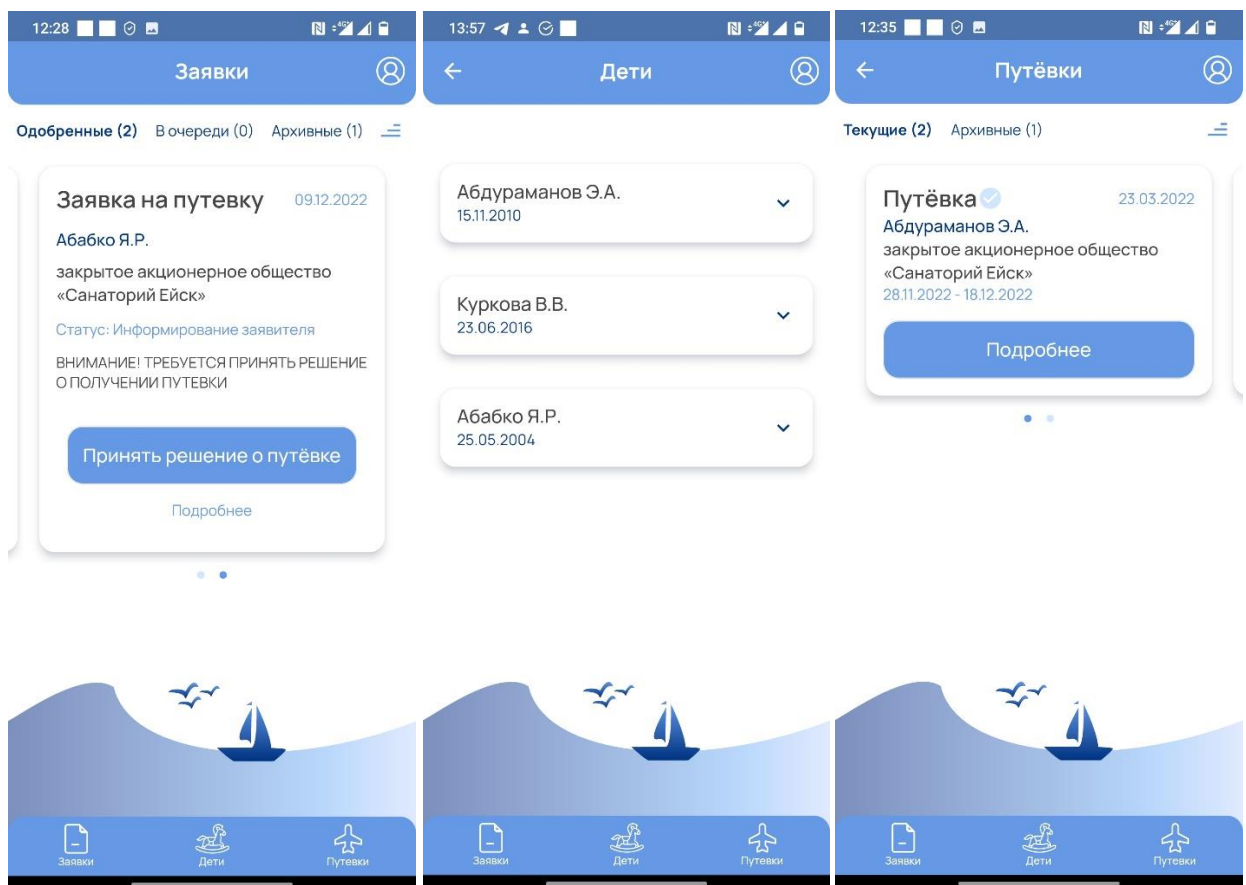 12:28
Заявки
Одобренные (2) В очереди (0) Архивные (1)
Заявка на путевку 09.12.2022
Абабко Я.Р.
закрытое акционерное общество
«Санаторий Ейск»
Статус: Информирование заявителя
ВНИМАНИЕ! ТРЕБУЕТСЯ ПРИНЯТЬ РЕШЕНИЕ
О ПОЛУЧЕНИИ ПУТЕВКИ
Принять решение о путёвке
Подробнее
Заявки Дети Путевки
13:57
Дети
Абдураманов Э.А.
15.11.2010
Куркова В.В.
23.06.2016
Абабко Я.Р.
25.05.2004
Заявки Дети Путевки
12:35
Путёвки
Текущие (2) Архивные (1)
Путёвка 23.03.2022
Абдураманов Э.А.
закрытое акционерное общество
«Санаторий Ейск»
28.11.2022 - 18.12.2022
Подробнее
Заявки Дети Путевки